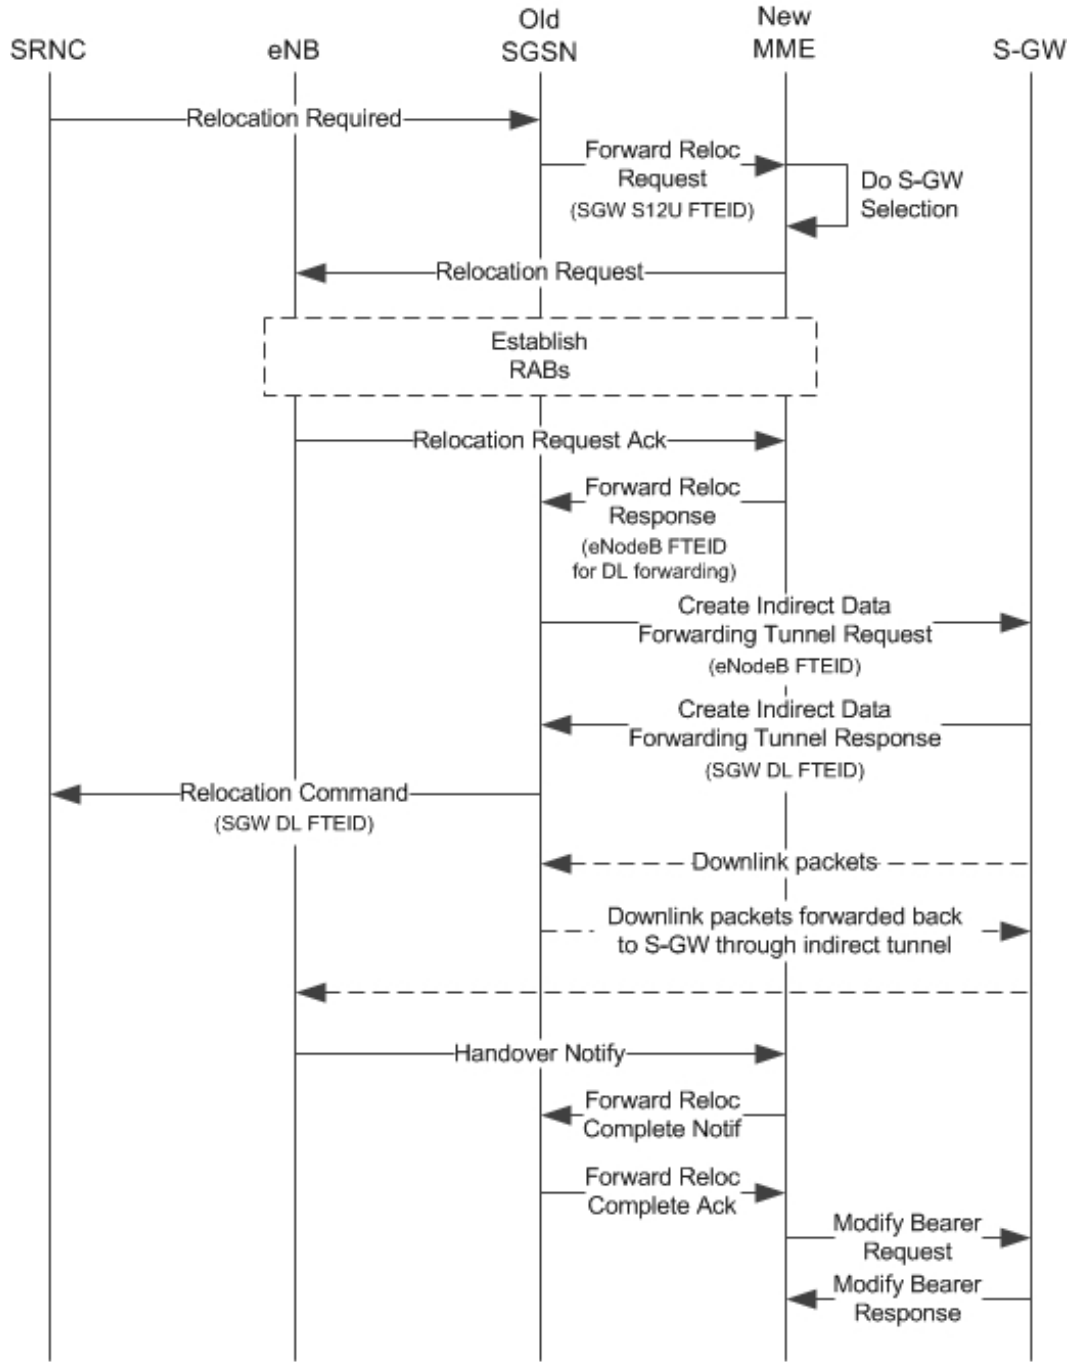 Old
New
SRNC
eNB
SGSN
MME
S-GW
Relocation Required
Forward Reloc
Request
(SGW S12U FTEID)
Do S-GW
Selection
Relocation Request
Establish
RABs
Relocation Request Ack
Forward Reloc
Response
(eNodeB FTEID
for DL forwarding)
Create Indirect Data
Forwarding Tunnel Request
(eNodeB FTEID)
Create Indirect Data
Forwarding Tunnel Response
(SGW DL FTEID)
Relocation Command
(SGW DL FTEID)
Downlink packets
Downlink packets forwarded back
to S-GW through indirect tunnel
Handover Notify
Forward Reloc
Complete Notif
Forward Reloc
Complete Ack
Modify Bearer
Request
Modify Bearer
Response